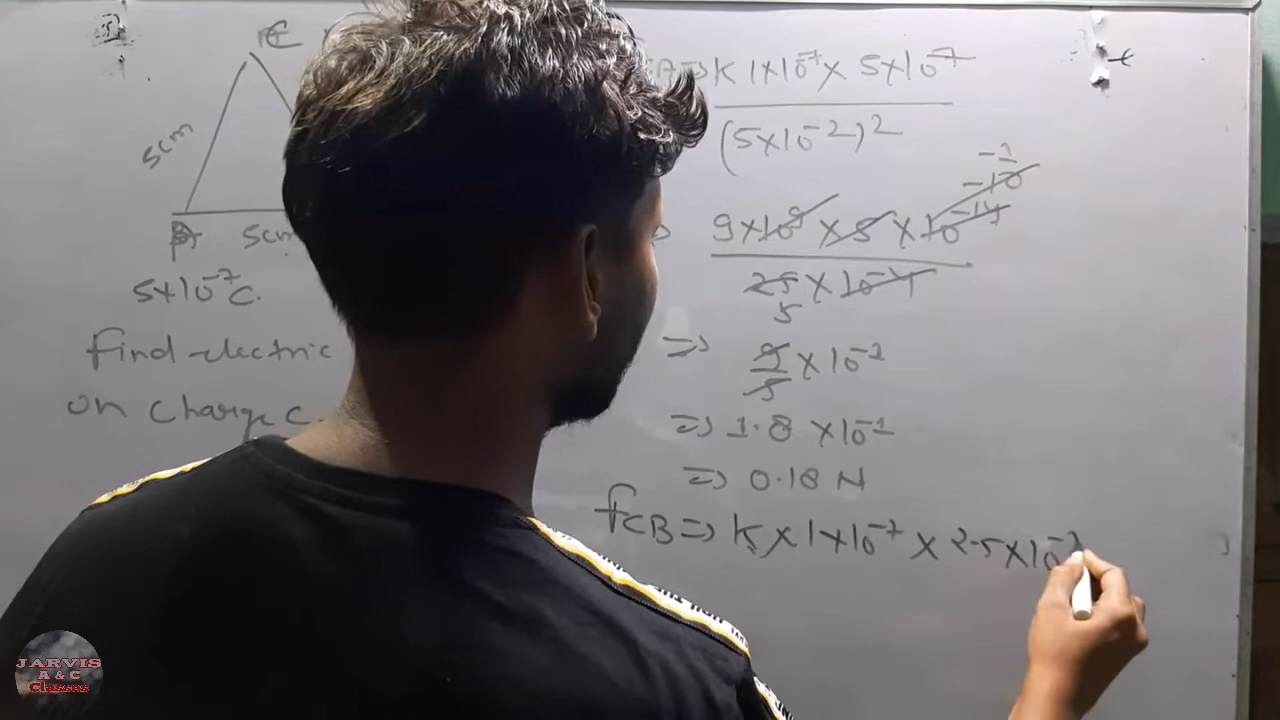 C
5cm
A 5cm
5×10⁻⁷C.
Find electric
on charge C.
A⇒ K 1×10⁻⁷ × 5×10⁻⁷
(5×10⁻²)²
-1
-10
9×10⁹ ×5 ×10⁻¹⁴
25 ×10⁻⁴
5
⇒ 9/5 ×10⁻¹
⇒ 1.8 ×10⁻¹
⇒ 0.18 N
FCB⇒ K×1×10⁻⁷ × 2.5×10⁻⁷
JARVIS
A & C
Classes